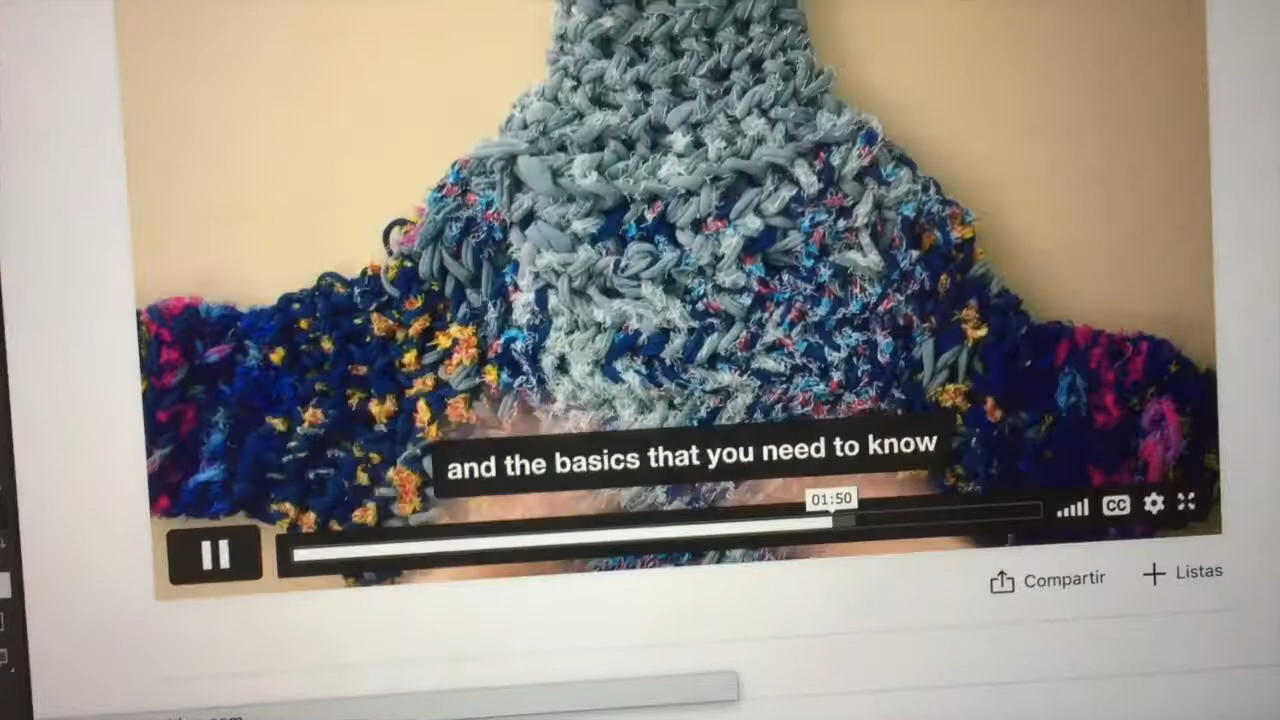 and the basics that you need to know
01:50
CC
Compartir
Listas